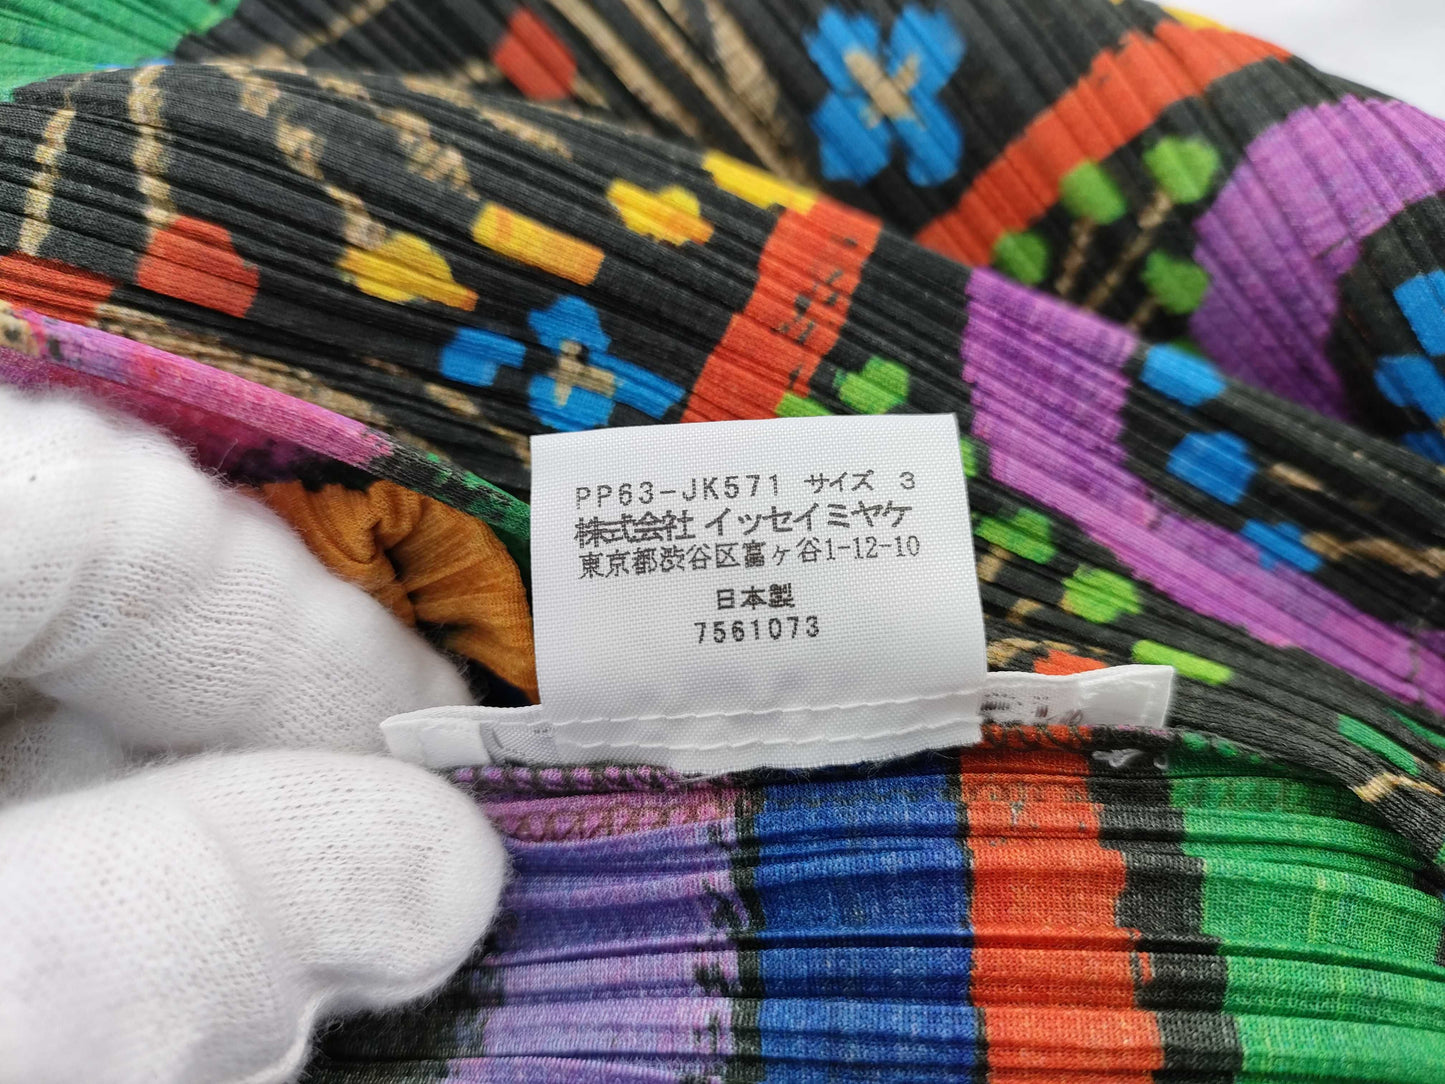 PP63-JK571 サイズ 3
株式会社 イッセイミヤケ
東京都渋谷区富ヶ谷1-12-10
日本製
7561073